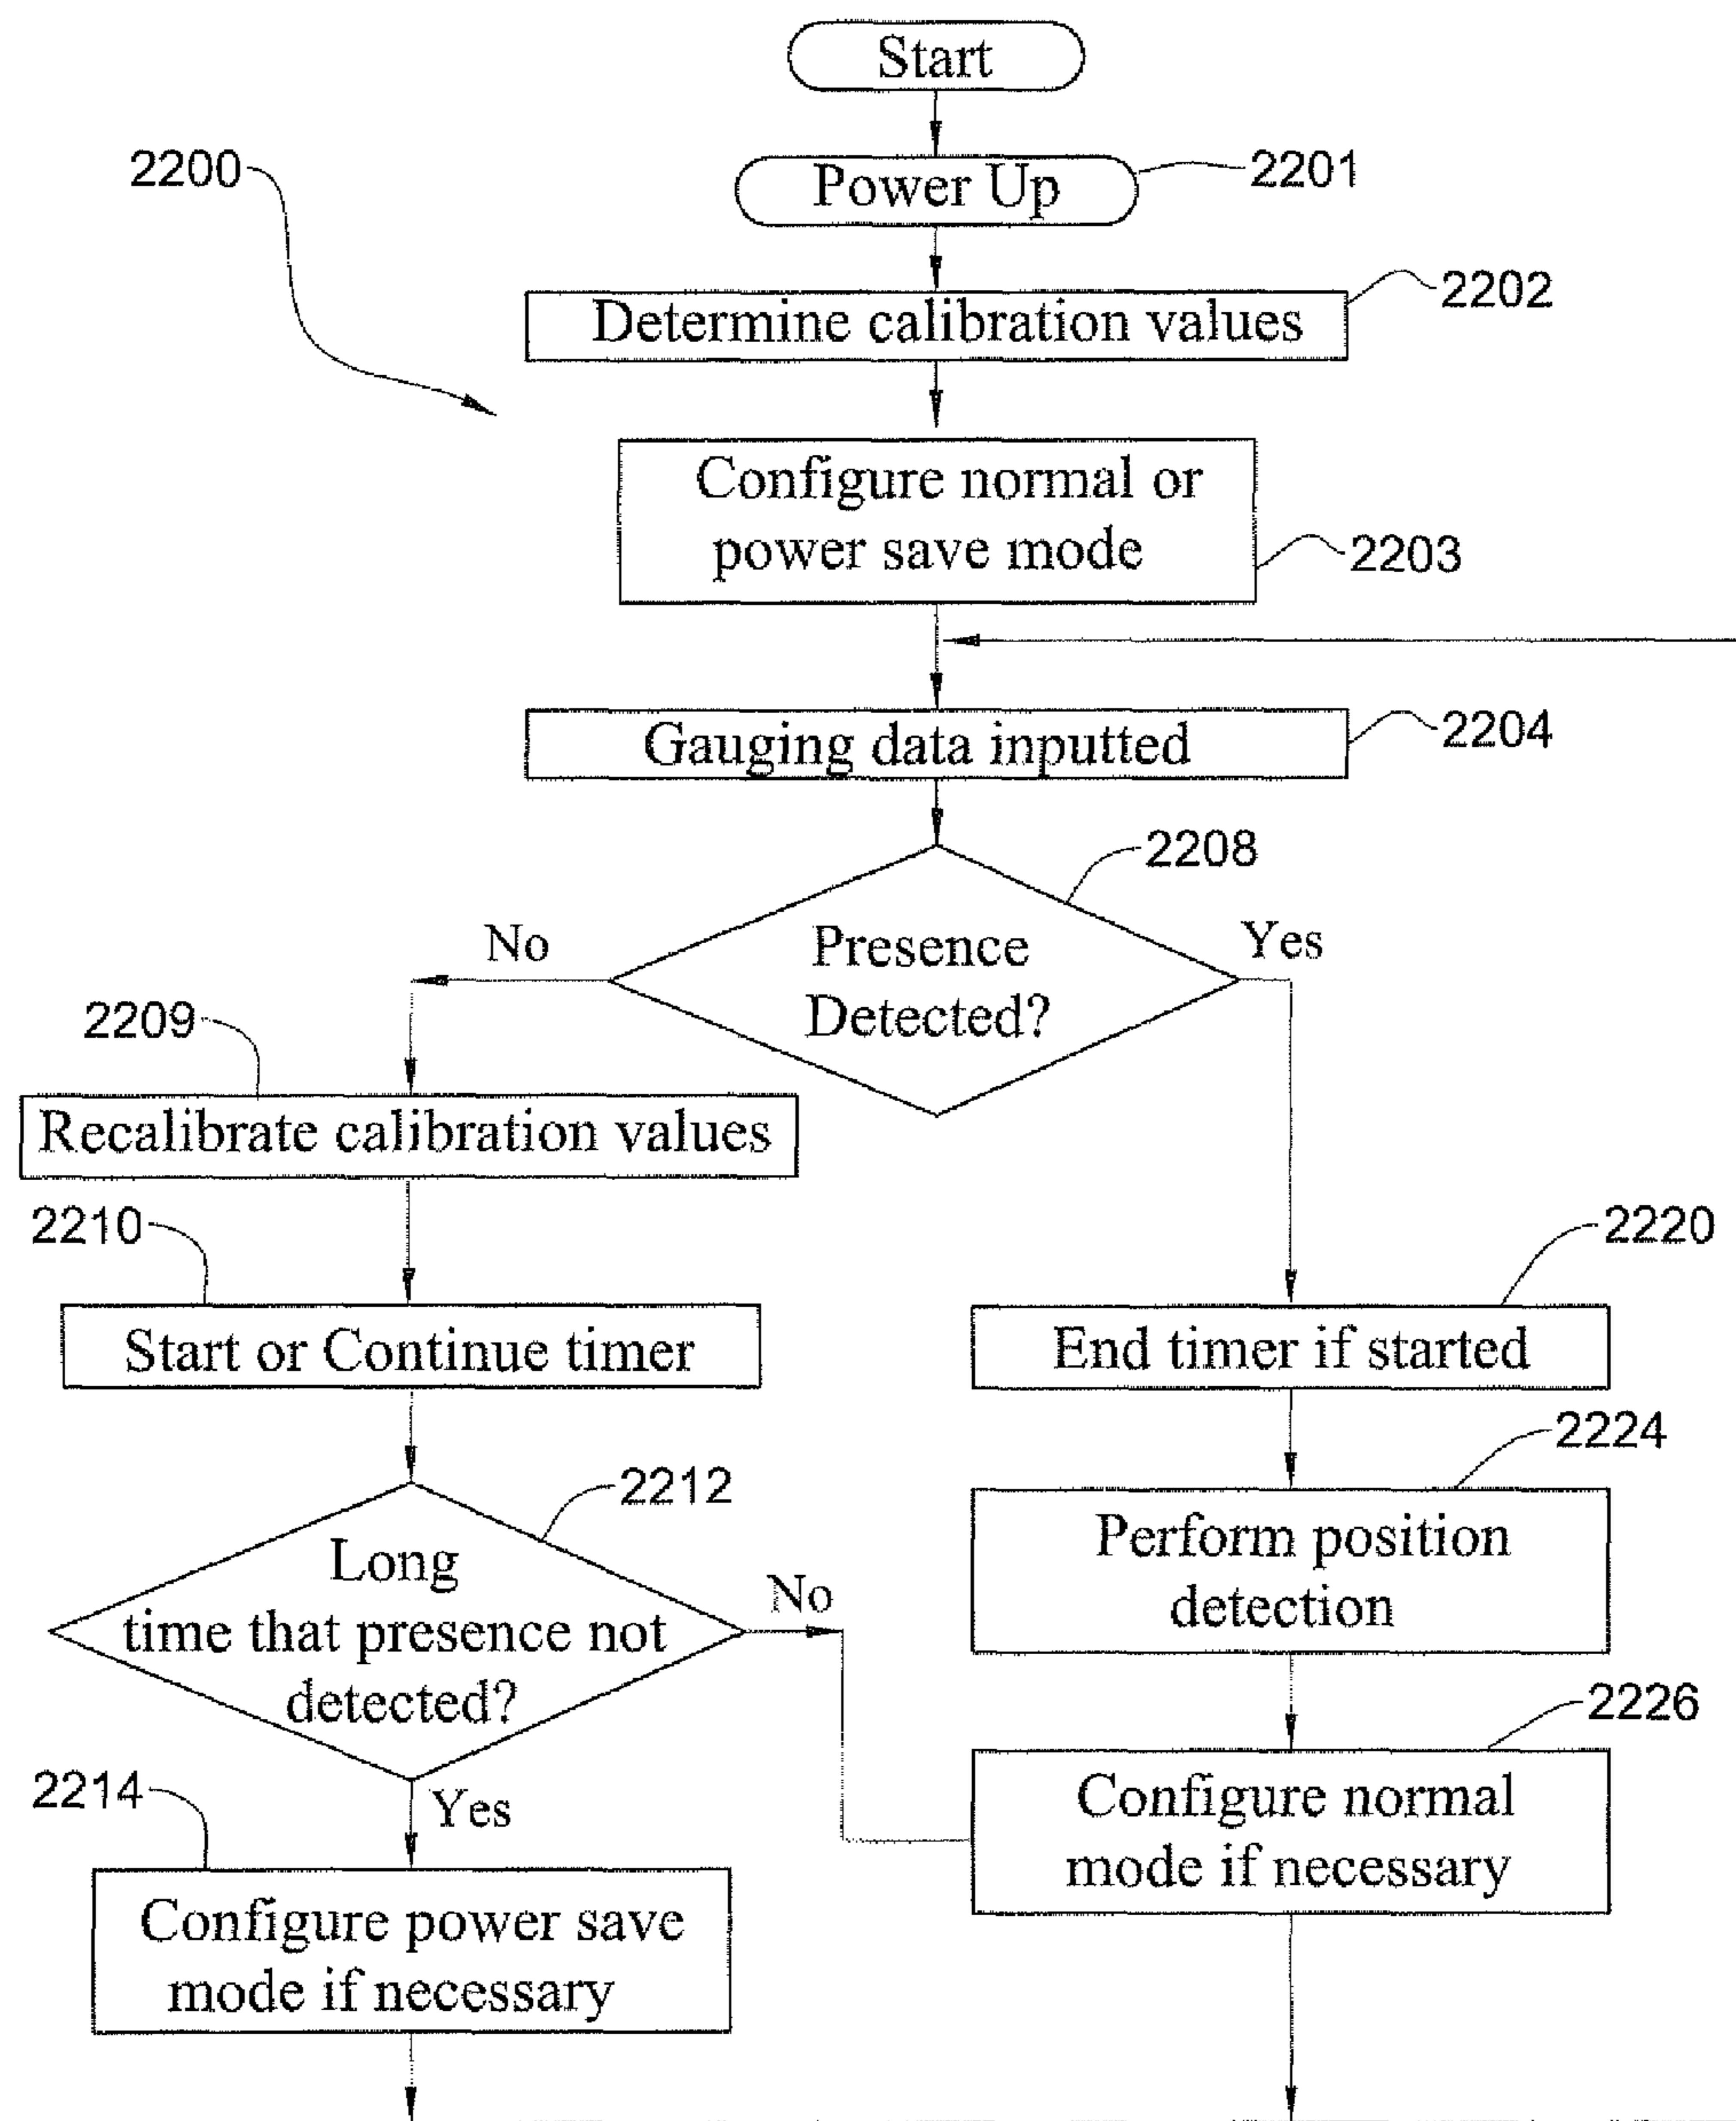 Start
2200
Power Up
2201
Determine calibration values
2202
Configure normal or
power save mode
2203
Gauging data inputted
2204
2208
No
Presence
Detected?
Yes
2209
Recalibrate calibration values
2210
Start or Continue timer
2220
End timer if started
2212
Long
time that presence not
detected?
No
2224
Perform position
detection
2226
Configure normal
mode if necessary
2214
Yes
Configure power save
mode if necessary